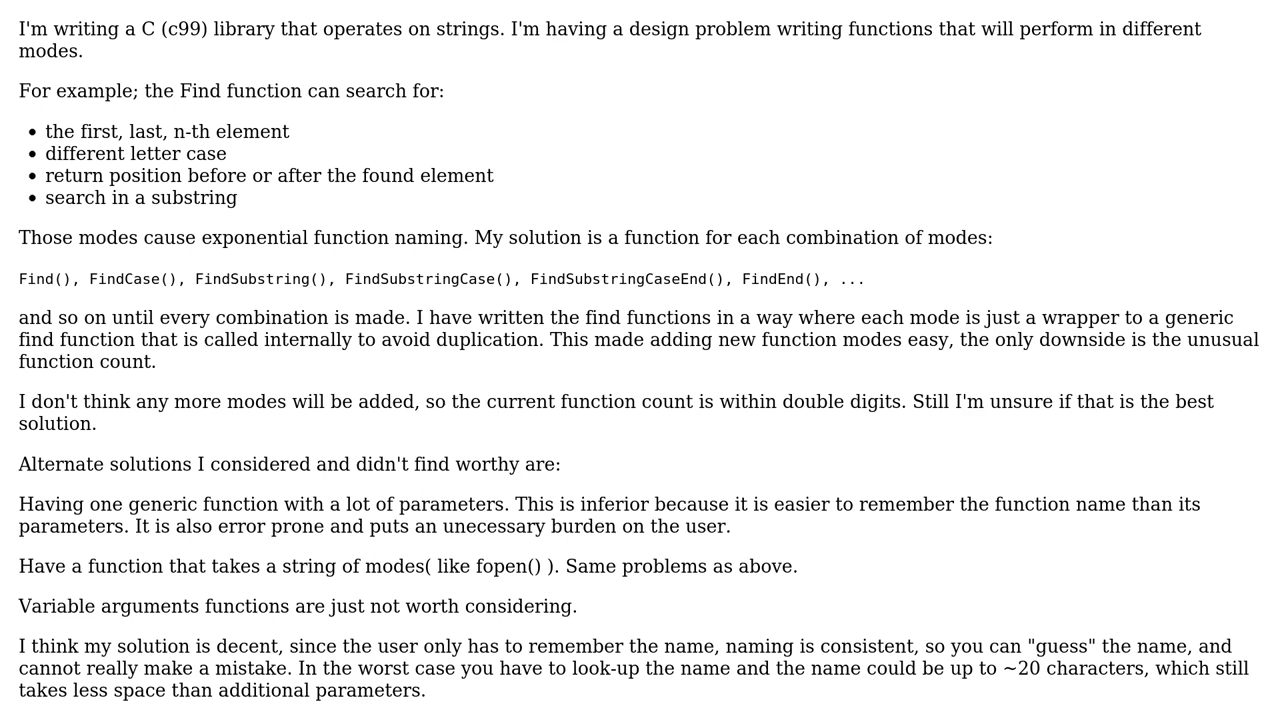 I'm writing a C (c99) library that operates on strings. I'm having a design problem writing functions that will perform in different
modes.
For example; the Find function can search for:
• the first, last, n-th element
• different letter case
• return position before or after the found element
• search in a substring
Those modes cause exponential function naming. My solution is a function for each combination of modes:
Find(), FindCase(), FindSubstring(), FindSubstringCase(), FindSubstringCaseEnd(), FindEnd(), ...
and so on until every combination is made. I have written the find functions in a way where each mode is just a wrapper to a generic
find function that is called internally to avoid duplication. This made adding new function modes easy, the only downside is the unusual
function count.
I don't think any more modes will be added, so the current function count is within double digits. Still I'm unsure if that is the best
solution.
Alternate solutions I considered and didn't find worthy are:
Having one generic function with a lot of parameters. This is inferior because it is easier to remember the function name than its
parameters. It is also error prone and puts an unecessary burden on the user.
Have a function that takes a string of modes( like fopen() ). Same problems as above.
Variable arguments functions are just not worth considering.
I think my solution is decent, since the user only has to remember the name, naming is consistent, so you can "guess" the name, and
cannot really make a mistake. In the worst case you have to look-up the name and the name could be up to ~20 characters, which still
takes less space than additional parameters.